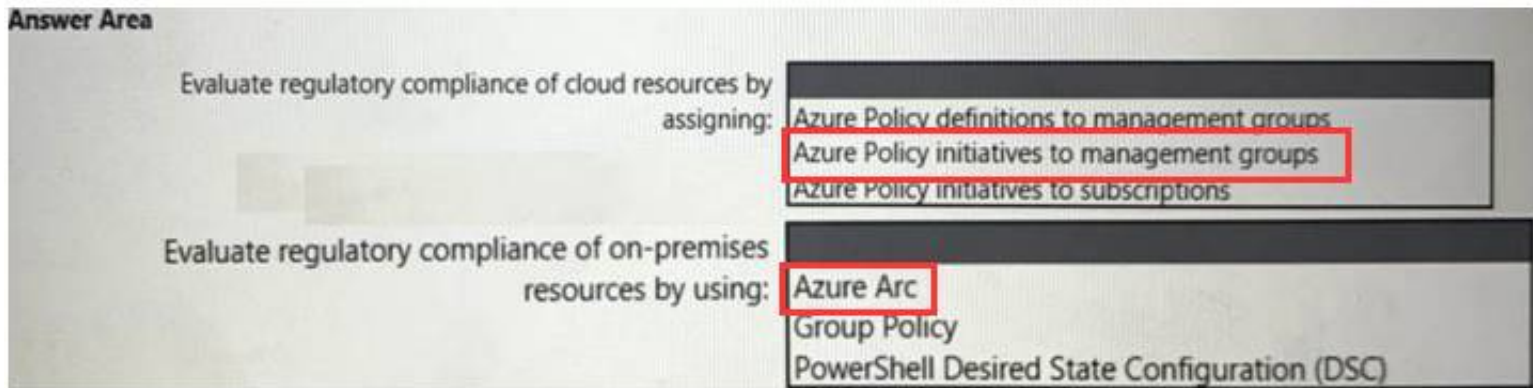 Answer Area
Evaluate regulatory compliance of cloud resources by
assigning:
Azure Policy definitions to management groups
Azure Policy initiatives to management groups
Azure Policy initiatives to subscriptions
Evaluate regulatory compliance of on-premises
resources by using:
Azure Arc
Group Policy
PowerShell Desired State Configuration (DSC)